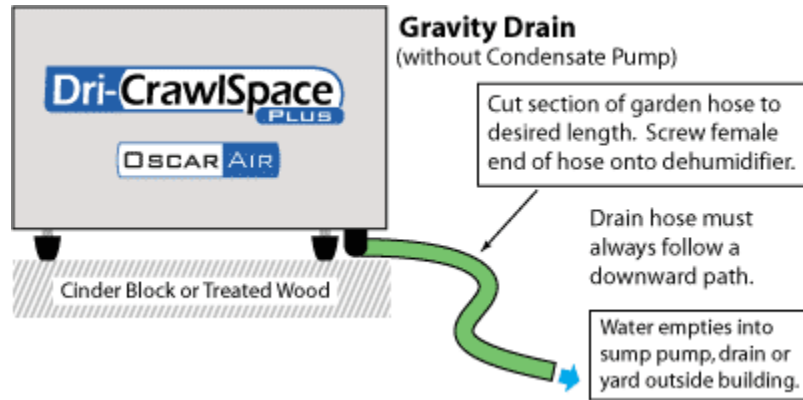 Gravity Drain
(without Condensate Pump)
Dri-CrawlSpace
PLUS
OSCAR AIR
Cut section of garden hose to
desired length. Screw female
end of hose onto dehumidifier.
Drain hose must
always follow a
downward path.
Cinder Block or Treated Wood
Water empties into
sump pump, drain or
yard outside building.